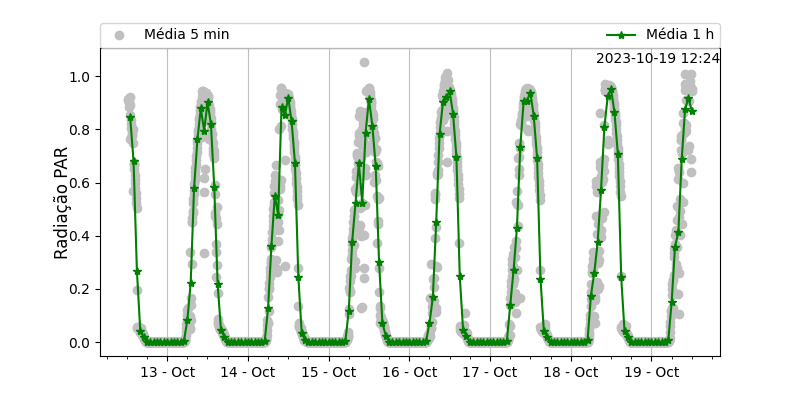 Média 5 min
Média 1 h
2023-10-19 12:24
Radiação PAR
1.0
0.8
0.6
0.4
0.2
0.0
13 - Oct
14 - Oct
15 - Oct
16 - Oct
17 - Oct
18 - Oct
19 - Oct